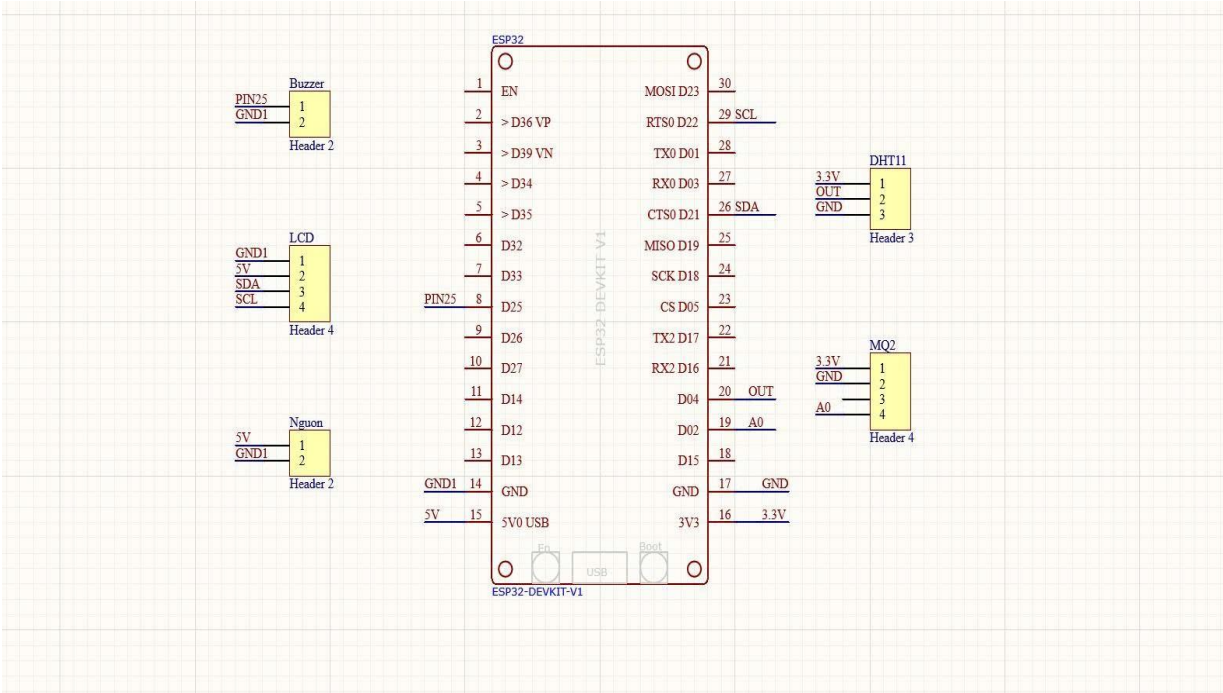 ESP32
Buzzer
PIN25 1
GND1 2
Header 2
LCD
GND1 1
5V 2
SDA 3
SCL 4
Header 4
Nguon
5V 1
GND1 2
Header 2
1 EN
2 > D36 VP
3 > D39 VN
4 > D34
5 > D35
6 D32
7 D33
PIN25 8 D25
9 D26
10 D27
11 D14
12 D12
13 D13
GND1 14 GND
5V 15 5V0 USB
ESP32 DEVKIT V1
MOSI D23 30
RTS0 D22 29 SCL
TX0 D01 28
RX0 D03 27
CTS0 D21 26 SDA
MISO D19 25
SCK D18 24
CS D05 23
TX2 D17 22
RX2 D16 21
D04 20 OUT
D02 19 A0
D15 18
GND 17 GND
3V3 16 3.3V
En
USB
Boot
ESP32-DEVKIT-V1
DHT11
3.3V 1
OUT 2
GND 3
Header 3
MQ2
3.3V 1
GND 2
3
A0 4
Header 4